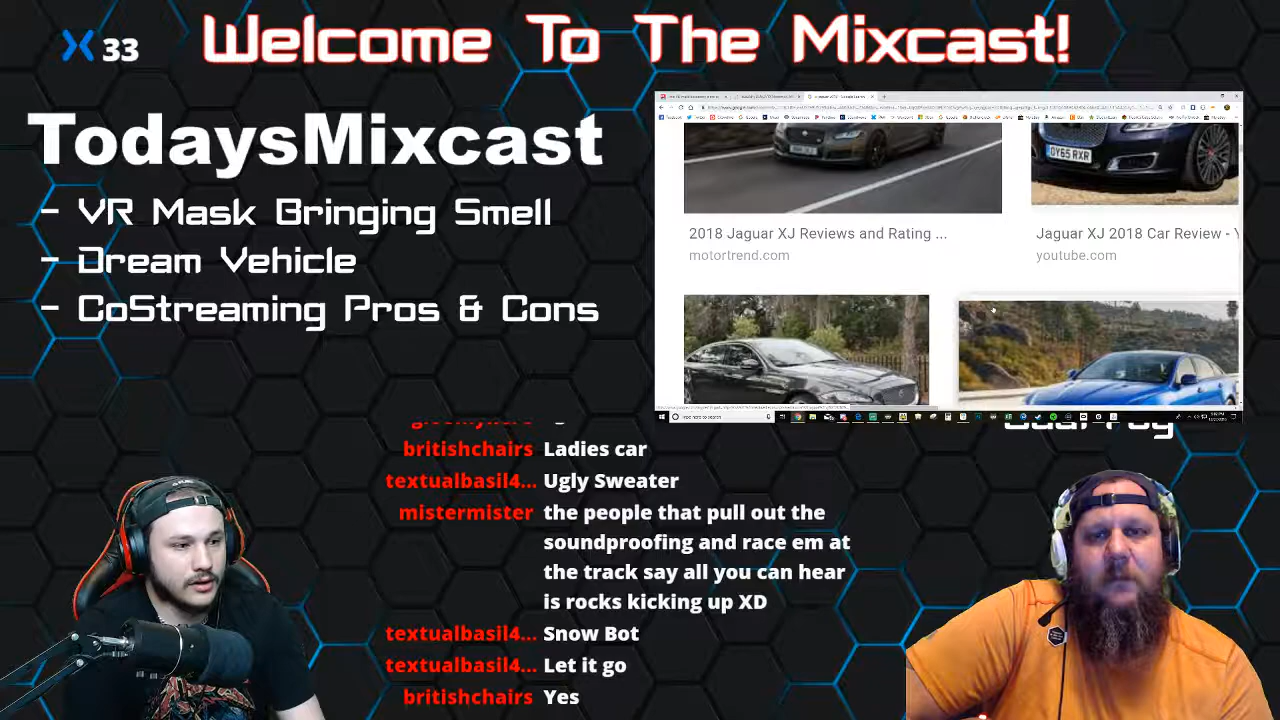 33
Welcome To The Mixcast!
TodaysMixcast
- VR Mask Bringing Smell
- Dream Vehicle
- CoStreaming Pros & Cons
OY65 RXR
2018 Jaguar XJ Reviews and Rating ...
motortrend.com
Jaguar XJ 2018 Car Review - Y
youtube.com
britishchairs Ladies car
textualbasil4... Ugly Sweater
mistermister the people that pull out the
soundproofing and race em at
the track say all you can hear
is rocks kicking up XD
textualbasil4... Snow Bot
textualbasil4... Let it go
britishchairs Yes